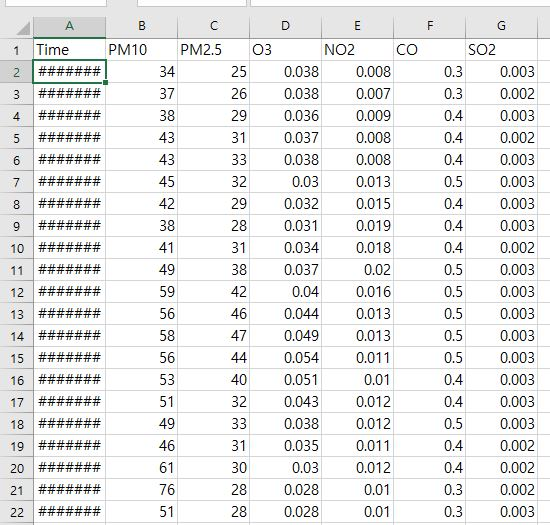 A B C D E F G
1 Time PM10 PM2.5 O3 NO2 CO SO2
2 ####### 34 25 0.038 0.008 0.3 0.003
3 ####### 37 26 0.038 0.007 0.3 0.002
4 ####### 38 29 0.036 0.009 0.4 0.003
5 ####### 43 31 0.037 0.008 0.4 0.002
6 ####### 43 33 0.038 0.008 0.4 0.003
7 ####### 45 32 0.03 0.013 0.5 0.003
8 ####### 42 29 0.032 0.015 0.4 0.003
9 ####### 38 28 0.031 0.019 0.4 0.003
10 ####### 41 31 0.034 0.018 0.4 0.002
11 ####### 49 38 0.037 0.02 0.5 0.003
12 ####### 59 42 0.04 0.016 0.5 0.003
13 ####### 56 46 0.044 0.013 0.5 0.003
14 ####### 58 47 0.049 0.013 0.5 0.003
15 ####### 56 44 0.054 0.011 0.5 0.003
16 ####### 53 40 0.051 0.01 0.4 0.003
17 ####### 51 32 0.043 0.012 0.4 0.003
18 ####### 49 33 0.038 0.012 0.5 0.003
19 ####### 46 31 0.035 0.011 0.4 0.002
20 ####### 61 30 0.03 0.012 0.4 0.002
21 ####### 76 28 0.028 0.01 0.3 0.002
22 ####### 51 28 0.028 0.01 0.3 0.003